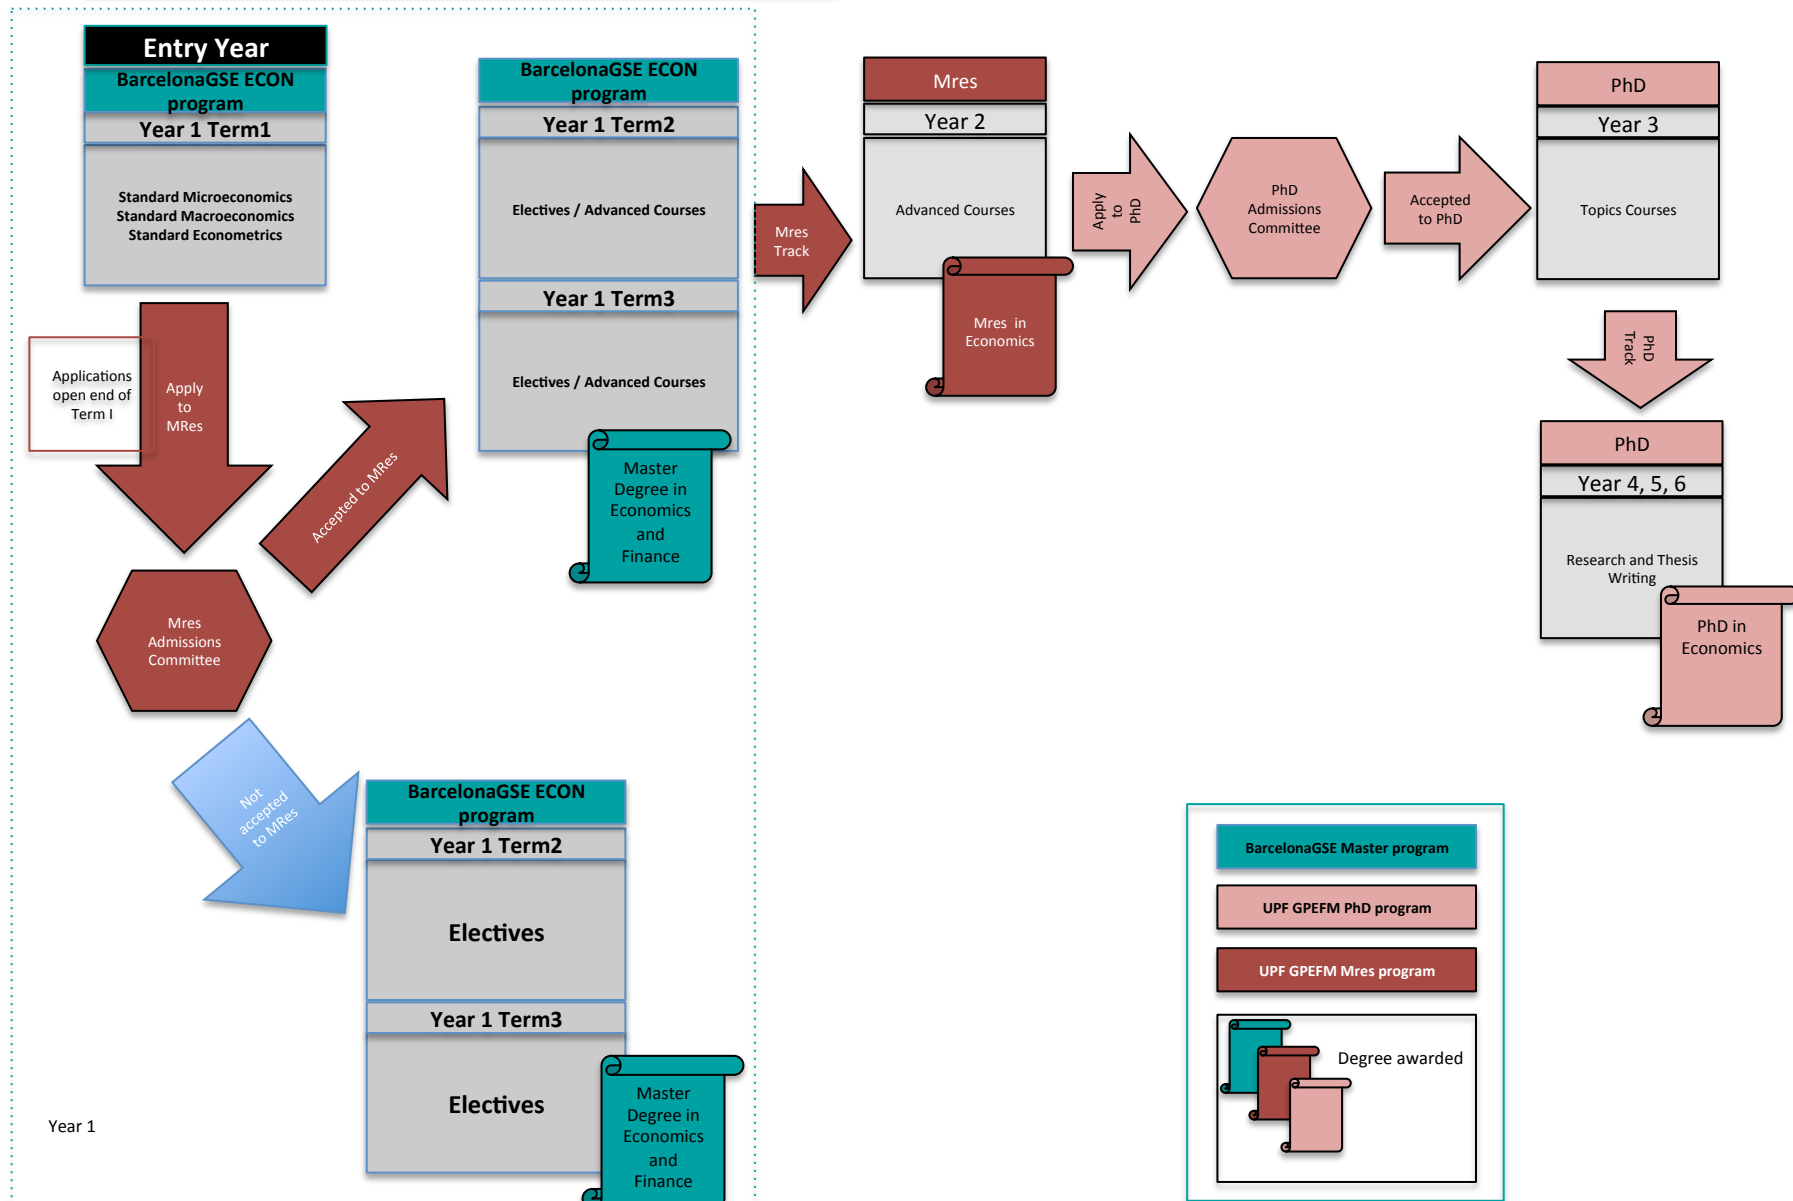 Entry Year
BarcelonaGSE ECON
program
Year 1 Term1
Standard Microeconomics
Standard Macroeconomics
Standard Econometrics
Applications
open end of
Term I
Apply
to
MRes
Mres
Admissions
Committee
Accepted to MRes
Not
accepted
to MRes
BarcelonaGSE ECON
program
Year 1 Term2
Electives / Advanced Courses
Year 1 Term3
Electives / Advanced Courses
Master
Degree in
Economics
and
Finance
BarcelonaGSE ECON
program
Year 1 Term2
Electives
Year 1 Term3
Electives
Master
Degree in
Economics
and
Finance
Year 1
Mres
Track
Mres
Year 2
Advanced Courses
Mres in
Economics
Apply
to
PhD
PhD
Admissions
Committee
Accepted
to PhD
PhD
Year 3
Topics Courses
PhD
Track
PhD
Year 4, 5, 6
Research and Thesis
Writing
PhD in
Economics
BarcelonaGSE Master program
UPF GPEFM PhD program
UPF GPEFM Mres program
Degree awarded